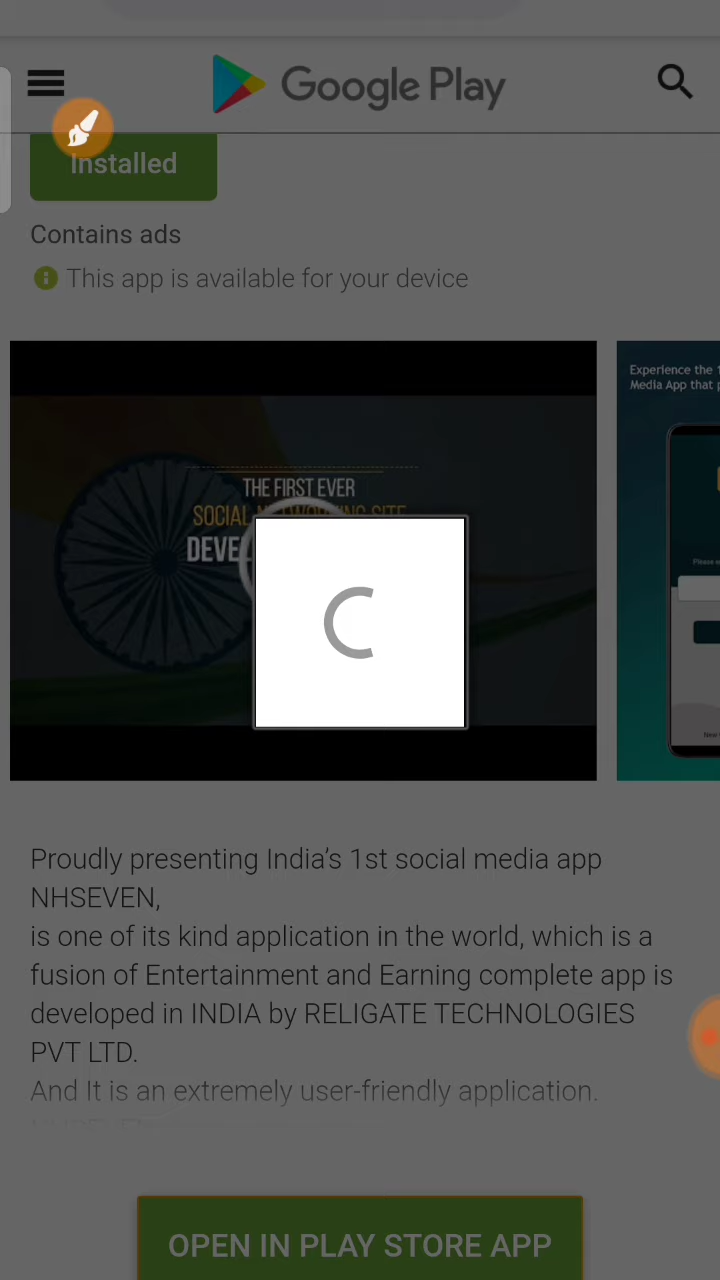 Google Play
Installed
Contains ads
This app is available for your device
Experience the
Media App that
THE FIRST EVER
SOCIAL NETWORKING SITE
Proudly presenting India’s 1st social media app
NHSEVEN,
is one of its kind application in the world, which is a
fusion of Entertainment and Earning complete app is
developed in INDIA by RELIGATE TECHNOLOGIES
PVT LTD.
And It is an extremely user-friendly application.
OPEN IN PLAY STORE APP